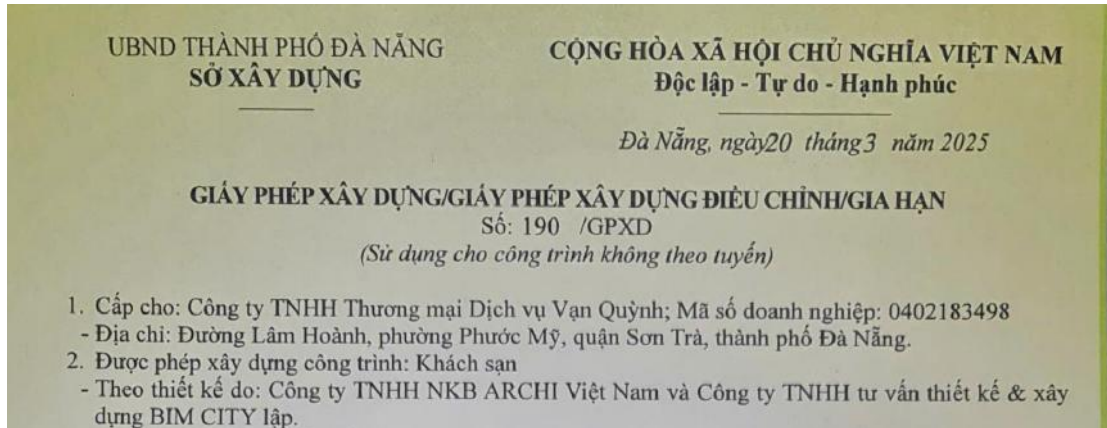 UBND THÀNH PHỐ ĐÀ NẴNG
SỞ XÂY DỰNG
CỘNG HÒA XÃ HỘI CHỦ NGHĨA VIỆT NAM
Độc lập - Tự do - Hạnh phúc
Đà Nẵng, ngày20 tháng3 năm 2025
GIẤY PHÉP XÂY DỰNG/GIẤY PHÉP XÂY DỰNG ĐIỀU CHỈNH/GIA HẠN
Số: 190 /GPXD
(Sử dụng cho công trình không theo tuyến)
1. Cấp cho: Công ty TNHH Thương mại Dịch vụ Vạn Quỳnh; Mã số doanh nghiệp: 0402183498
- Địa chỉ: Đường Lâm Hoành, phường Phước Mỹ, quận Sơn Trà, thành phố Đà Nẵng.
2. Được phép xây dựng công trình: Khách sạn
- Theo thiết kế do: Công ty TNHH NKB ARCHI Việt Nam và Công ty TNHH tư vấn thiết kế & xây
dựng BIM CITY lập.